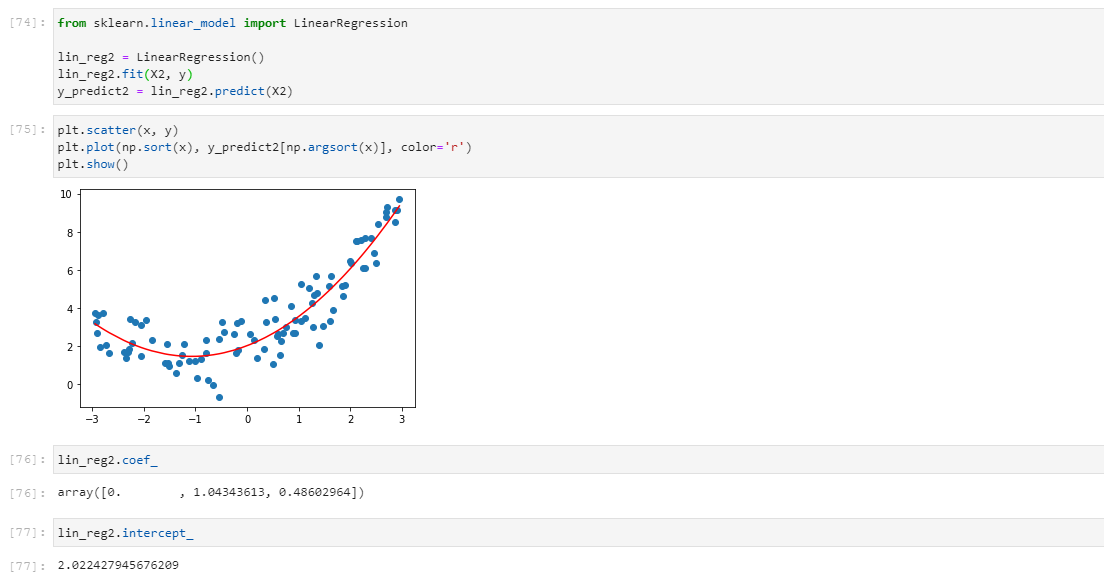 [74]: from sklearn.linear_model import LinearRegression
lin_reg2 = LinearRegression()
lin_reg2.fit(X2, y)
y_predict2 = lin_reg2.predict(X2)
[75]: plt.scatter(x, y)
plt.plot(np.sort(x), y_predict2[np.argsort(x)], color='r')
plt.show()
10
8
6
4
2
0
−3 −2 −1 0 1 2 3
[76]: lin_reg2.coef_
[76]: array([0.        , 1.04343613, 0.48602964])
[77]: lin_reg2.intercept_
[77]: 2.022427945676209